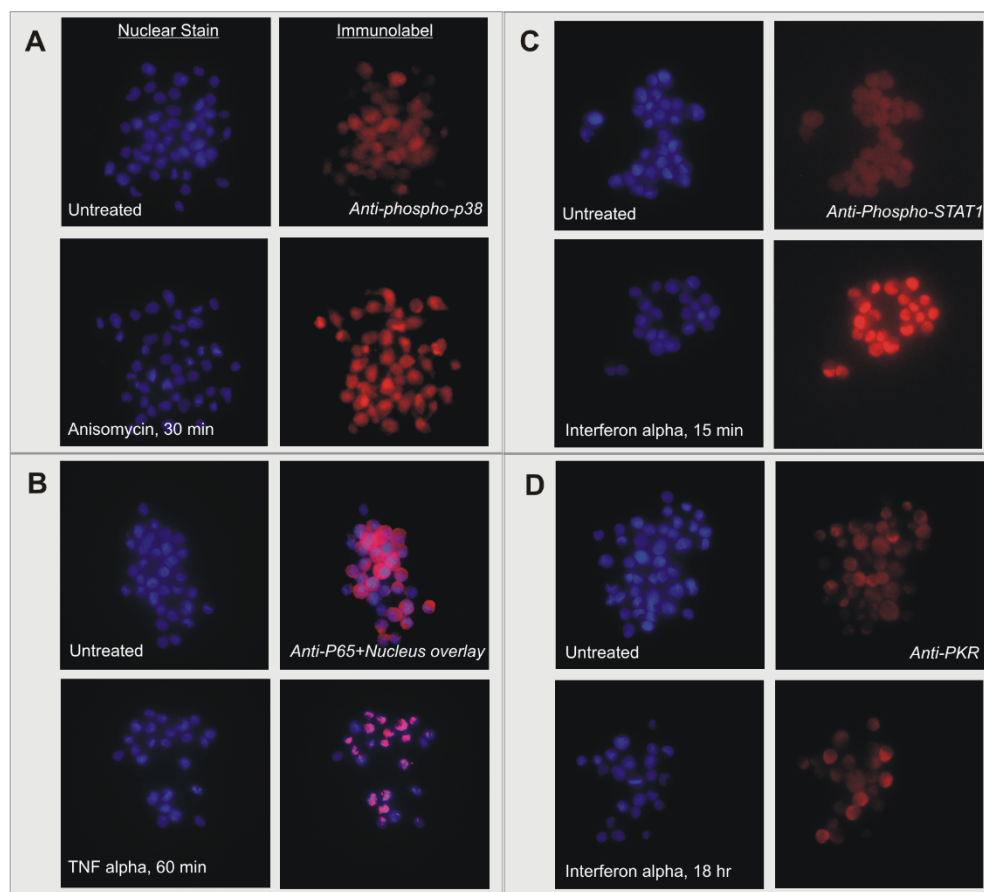 A
Nuclear Stain
Immunolabel
Untreated
Anti-phospho-p38
Anisomycin, 30 min
B
Untreated
Anti-P65+Nucleus overlay
TNF alpha, 60 min
C
Untreated
Anti-Phospho-STAT1
Interferon alpha, 15 min
D
Untreated
Anti-PKR
Interferon alpha, 18 hr